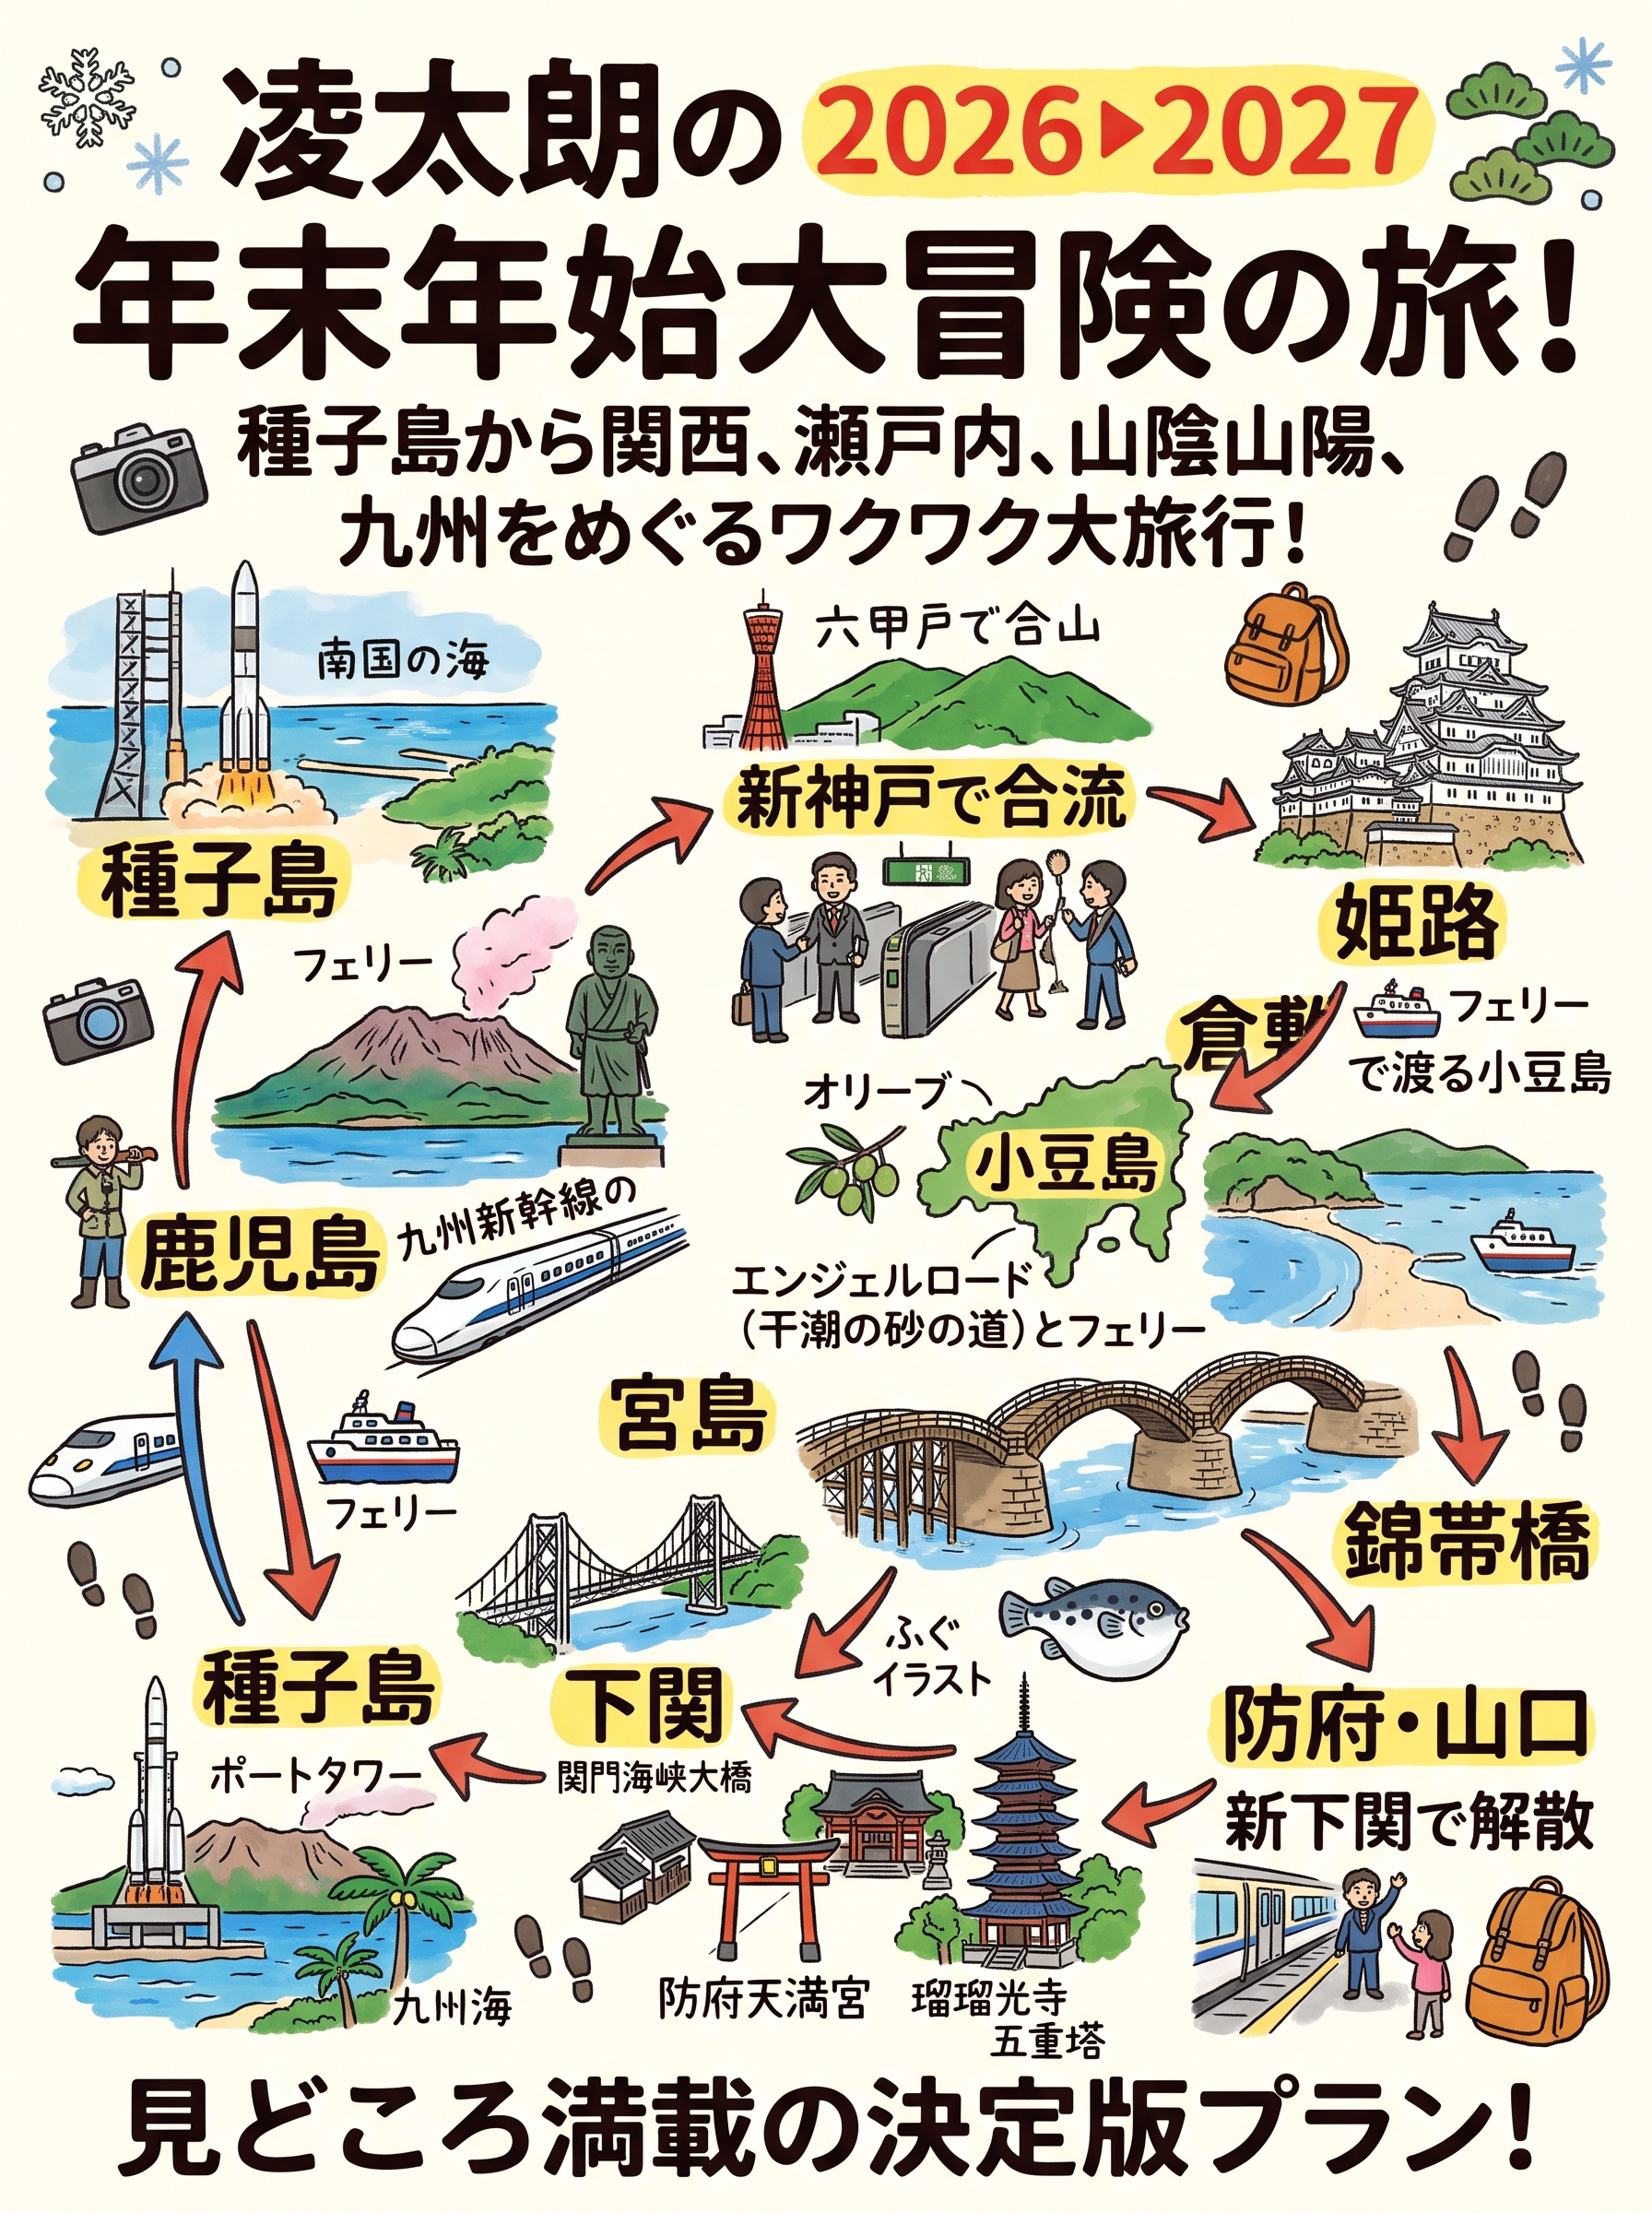 凌太朗の 2026▶2027
年末年始大冒険の旅！
種子島から関西、瀬戸内、山陰山陽、
九州をめぐるワクワク大旅行！
南国の海
種子島
六甲戸で合山
新神戸で合流
姫路
フェリー
鹿児島
九州新幹線の
倉
フェリー
で渡る小豆島
オリーブ
小豆島
エンジェルロード
（干潮の砂の道）とフェリー
フェリー
宮島
錦帯橋
ふぐ
イラスト
種子島
ポートタワー
九州海
下関
関門海峡大橋
防府・山口
新下関で解散
防府天満宮
瑠瑠光寺
五重塔
見どころ満載の決定版プラン！